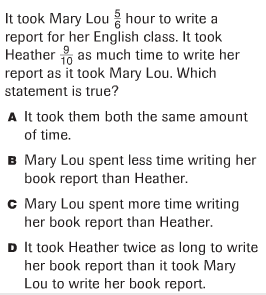 It took Mary Lou 5/6 hour to write a
report for her English class. It took
Heather 9/10 as much time to write her
report as it took Mary Lou. Which
statement is true?
A It took them both the same amount
of time.
B Mary Lou spent less time writing her
book report than Heather.
C Mary Lou spent more time writing
her book report than Heather.
D It took Heather twice as long to write
her book report than it took Mary
Lou to write her book report.